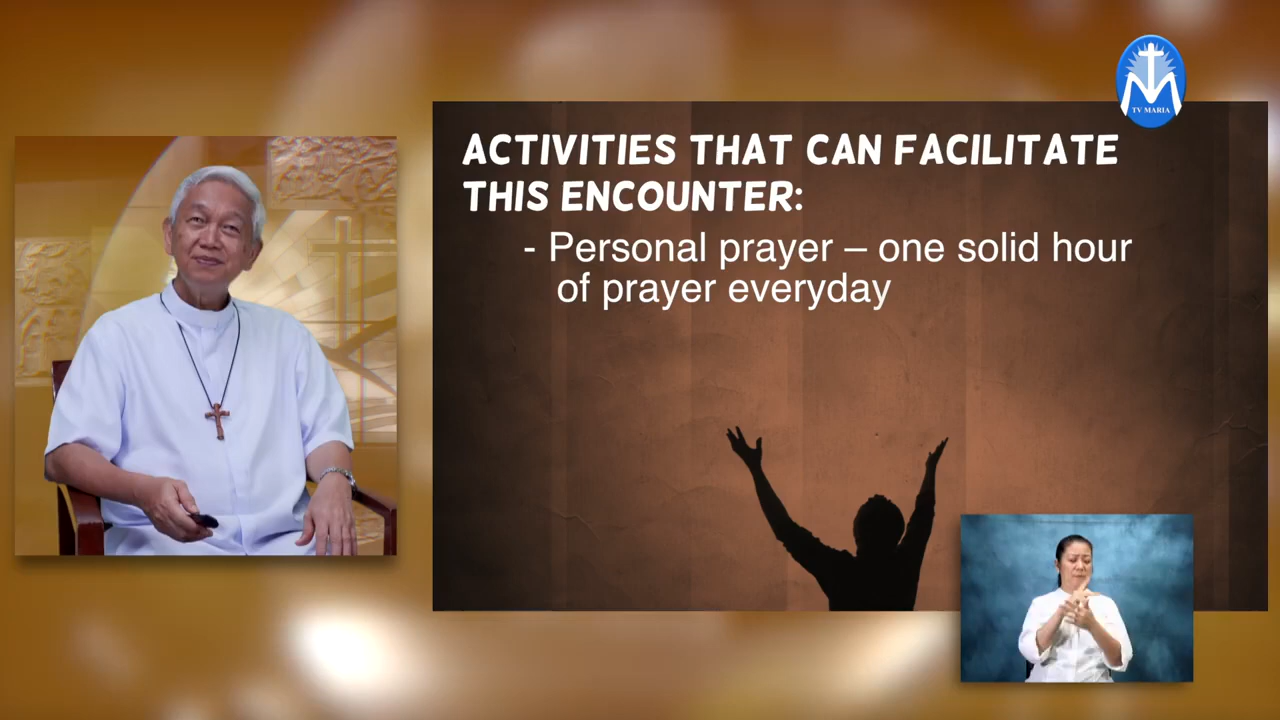 TV MARIA
ACTIVITIES THAT CAN FACILITATE
THIS ENCOUNTER:
- Personal prayer – one solid hour
of prayer everyday